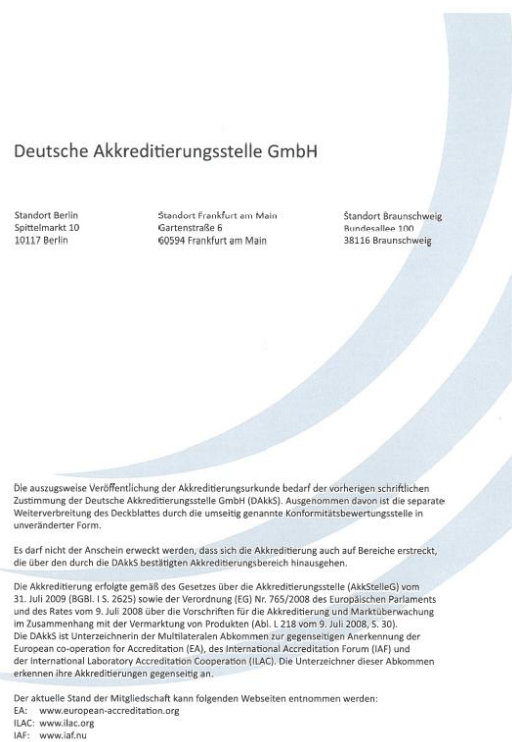 Deutsche Akkreditierungsstelle GmbH
Standort Berlin
Spittelmarkt 10
10117 Berlin
Standort Frankfurt am Main
Gartenstraße 6
60594 Frankfurt am Main
Standort Braunschweig
Bundesallee 100
38116 Braunschweig
Die auszugsweise Veröffentlichung der Akkreditierungsurkunde bedarf der vorherigen schriftlichen
Zustimmung der Deutsche Akkreditierungsstelle GmbH (DAkkS). Ausgenommen davon ist die separate
Weiterverbreitung des Deckblattes durch die umseitig genannte Konformitätsbewertungsstelle in
unveränderter Form.
Es darf nicht der Anschein erweckt werden, dass sich die Akkreditierung auch auf Bereiche erstreckt,
die über den durch die DAkkS bestätigten Akkreditierungsbereich hinausgehen.
Die Akkreditierung erfolgte gemäß des Gesetzes über die Akkreditierungsstelle (AkkStelleG) vom
31. Juli 2009 (BGBl. I S. 2625) sowie der Verordnung (EG) Nr. 765/2008 des Europäischen Parlaments
und des Rates vom 9. Juli 2008 über die Vorschriften für die Akkreditierung und Marktüberwachung
im Zusammenhang mit der Vermarktung von Produkten (Abl. L 218 vom 9. Juli 2008, S. 30).
Die DAkkS ist Unterzeichnerin der Multilateralen Abkommen zur gegenseitigen Anerkennung der
European co-operation for Accreditation (EA), des International Accreditation Forum (IAF) und
der International Laboratory Accreditation Cooperation (ILAC). Die Unterzeichner dieser Abkommen
erkennen ihre Akkreditierungen gegenseitig an.
Der aktuelle Stand der Mitgliedschaft kann folgenden Webseiten entnommen werden:
EA: www.european-accreditation.org
ILAC: www.ilac.org
IAF: www.iaf.nu